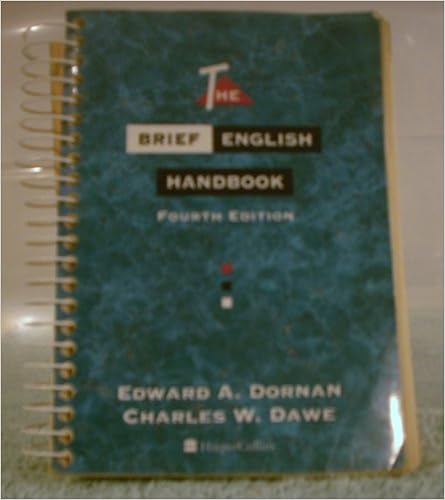 THE
BRIEF ENGLISH
HANDBOOK
FOURTH EDITION
EDWARD A. DORNAN
CHARLES W. DAWE
HarperCollins